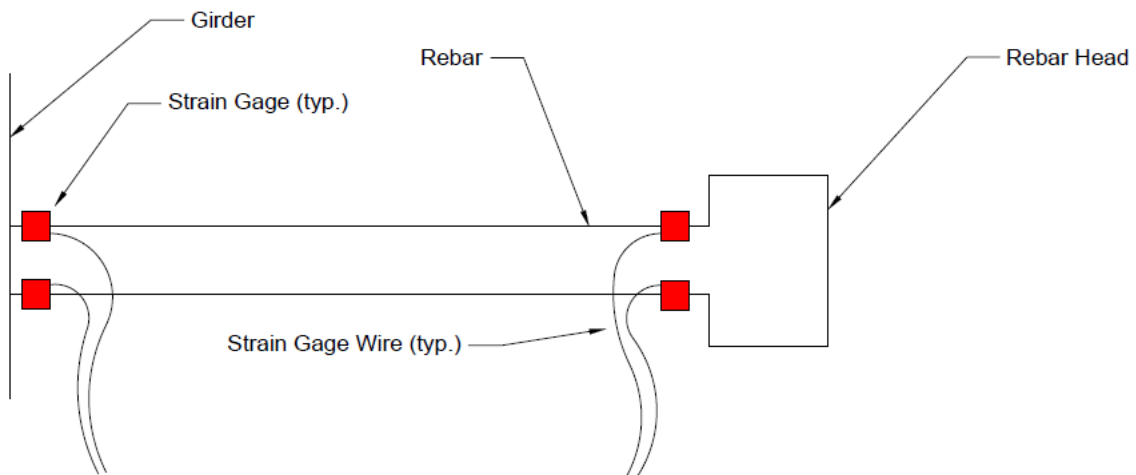 Girder
Rebar
Rebar Head
Strain Gage (typ.)
Strain Gage Wire (typ.)